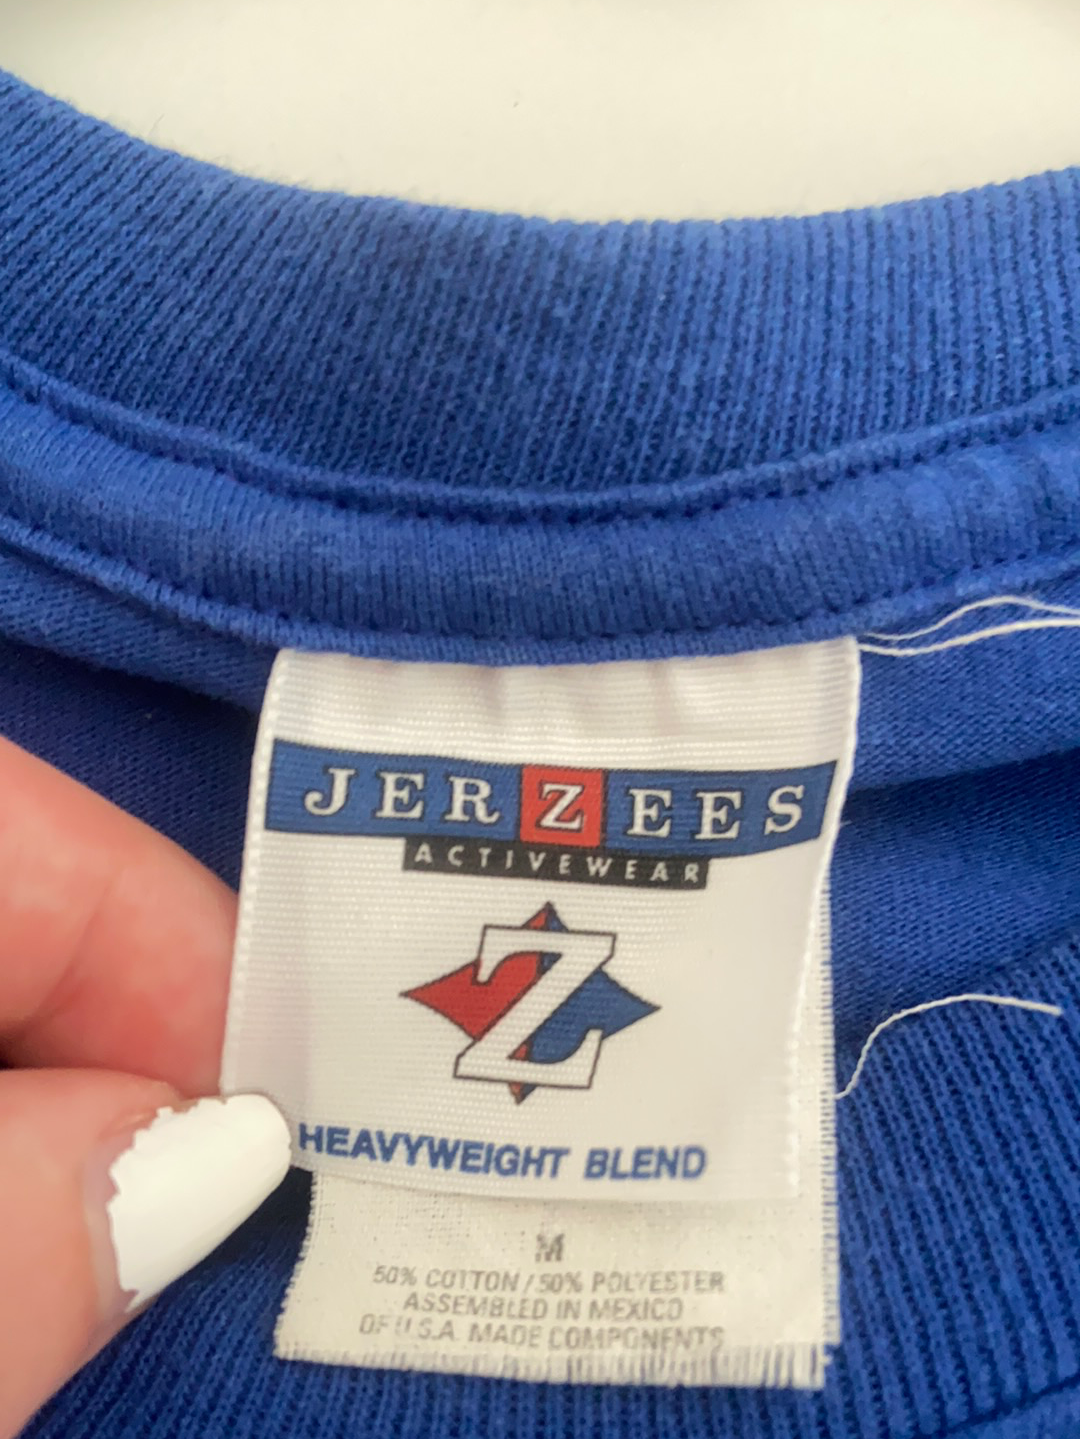 JERZEES
ACTIVEWEAR
Z
HEAVYWEIGHT BLEND
M
50% COTTON / 50% POLYESTER
ASSEMBLED IN MEXICO
OF U.S.A. MADE COMPONENTS